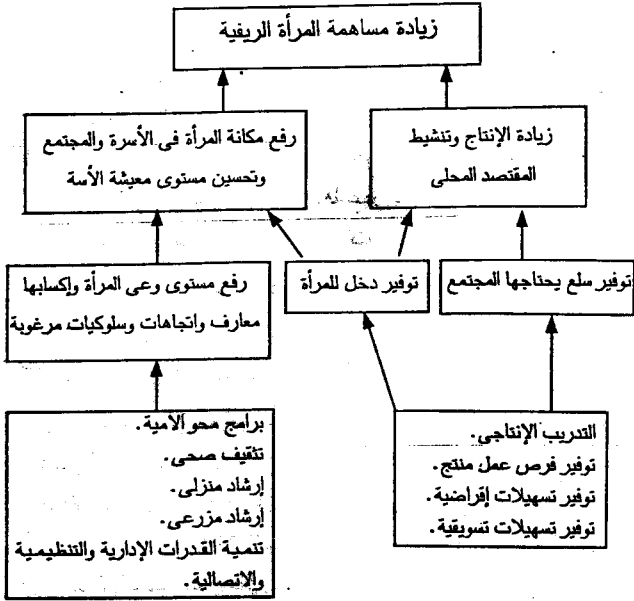 زيادة مساهمة المرأة الريفية
زيادة الإنتاج وتنشيط
المقتصد المحلى
رفع مكانة المرأة فى الأسرة والمجتمع
وتحسين مستوى معيشة الأسة
توفير سلع يحتاجها المجتمع
توفير دخل للمرأة
رفع مستوى وعى المرأة وإكسابها
معارف واتجاهات وسلوكيات مرغوبة
التدريب الإنتاجى.
توفير فرص عمل منتج.
توفير تسهيلات إقراضية.
توفير تسهيلات تسويقية.
برامج محو الأمية.
تثقيف صحى.
إرشاد منزلى.
إرشاد مزرعى.
تنمية القدرات الإدارية والتنظيمية
والاتصالية.